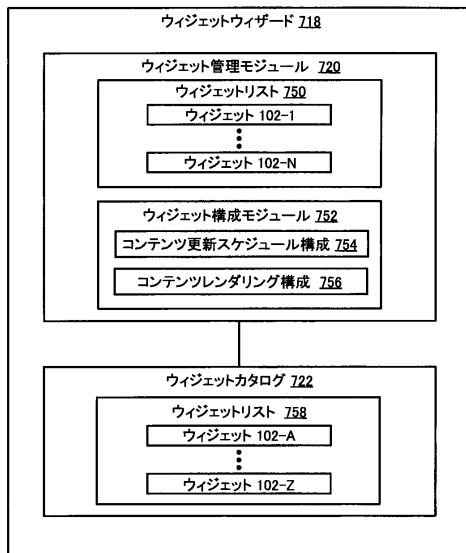 ウィジェットウィザード 718
ウィジェット管理モジュール 720
ウィジェットリスト 750
ウィジェット 102-1
ウィジェット 102-N
ウィジェット構成モジュール 752
コンテンツ更新スケジュール構成 754
コンテンツレンダリング構成 756
ウィジェットカタログ 722
ウィジェットリスト 758
ウィジェット 102-A
ウィジェット 102-Z